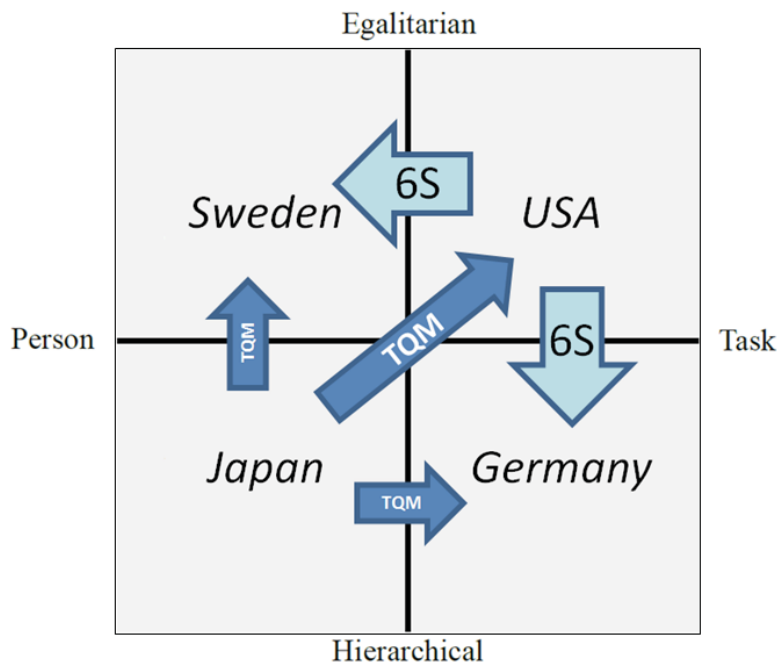 Egalitarian
6S
Sweden
USA
TQM
TQM
6S
Person
Task
Japan
Germany
TQM
Hierarchical